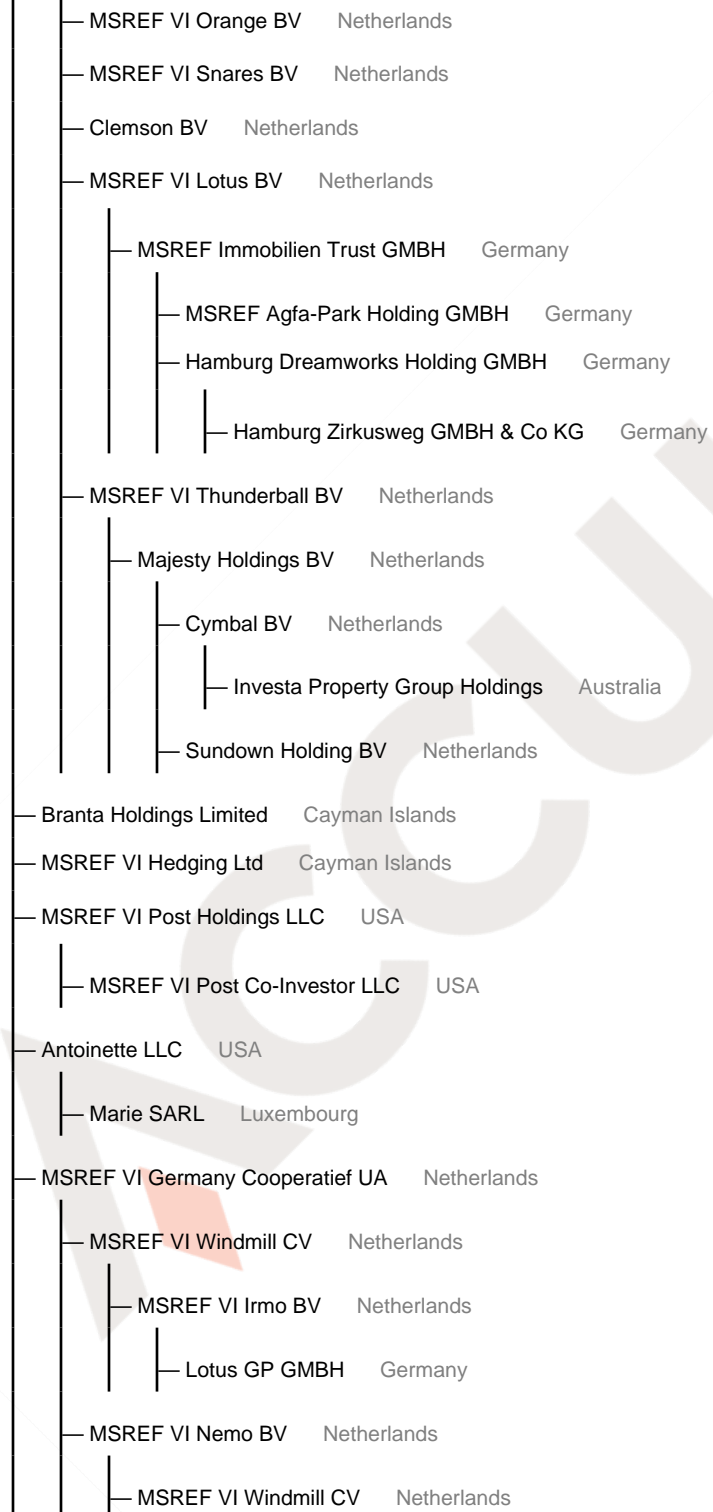 MSREF VI Orange BV Netherlands
MSREF VI Snares BV Netherlands
Clemson BV Netherlands
MSREF VI Lotus BV Netherlands
MSREF Immobilien Trust GMBH Germany
MSREF Agfa-Park Holding GMBH Germany
Hamburg Dreamworks Holding GMBH Germany
Hamburg Zirkusweg GMBH & Co KG Germany
MSREF VI Thunderball BV Netherlands
Majesty Holdings BV Netherlands
Cymbal BV Netherlands
Investa Property Group Holdings Australia
Sundown Holding BV Netherlands
Branta Holdings Limited Cayman Islands
MSREF VI Hedging Ltd Cayman Islands
MSREF VI Post Holdings LLC USA
MSREF VI Post Co-Investor LLC USA
Antoinette LLC USA
Marie SARL Luxembourg
MSREF VI Germany Cooperatief UA Netherlands
MSREF VI Windmill CV Netherlands
MSREF VI Irmo BV Netherlands
Lotus GP GMBH Germany
MSREF VI Nemo BV Netherlands
MSREF VI Windmill CV Netherlands
ACCU